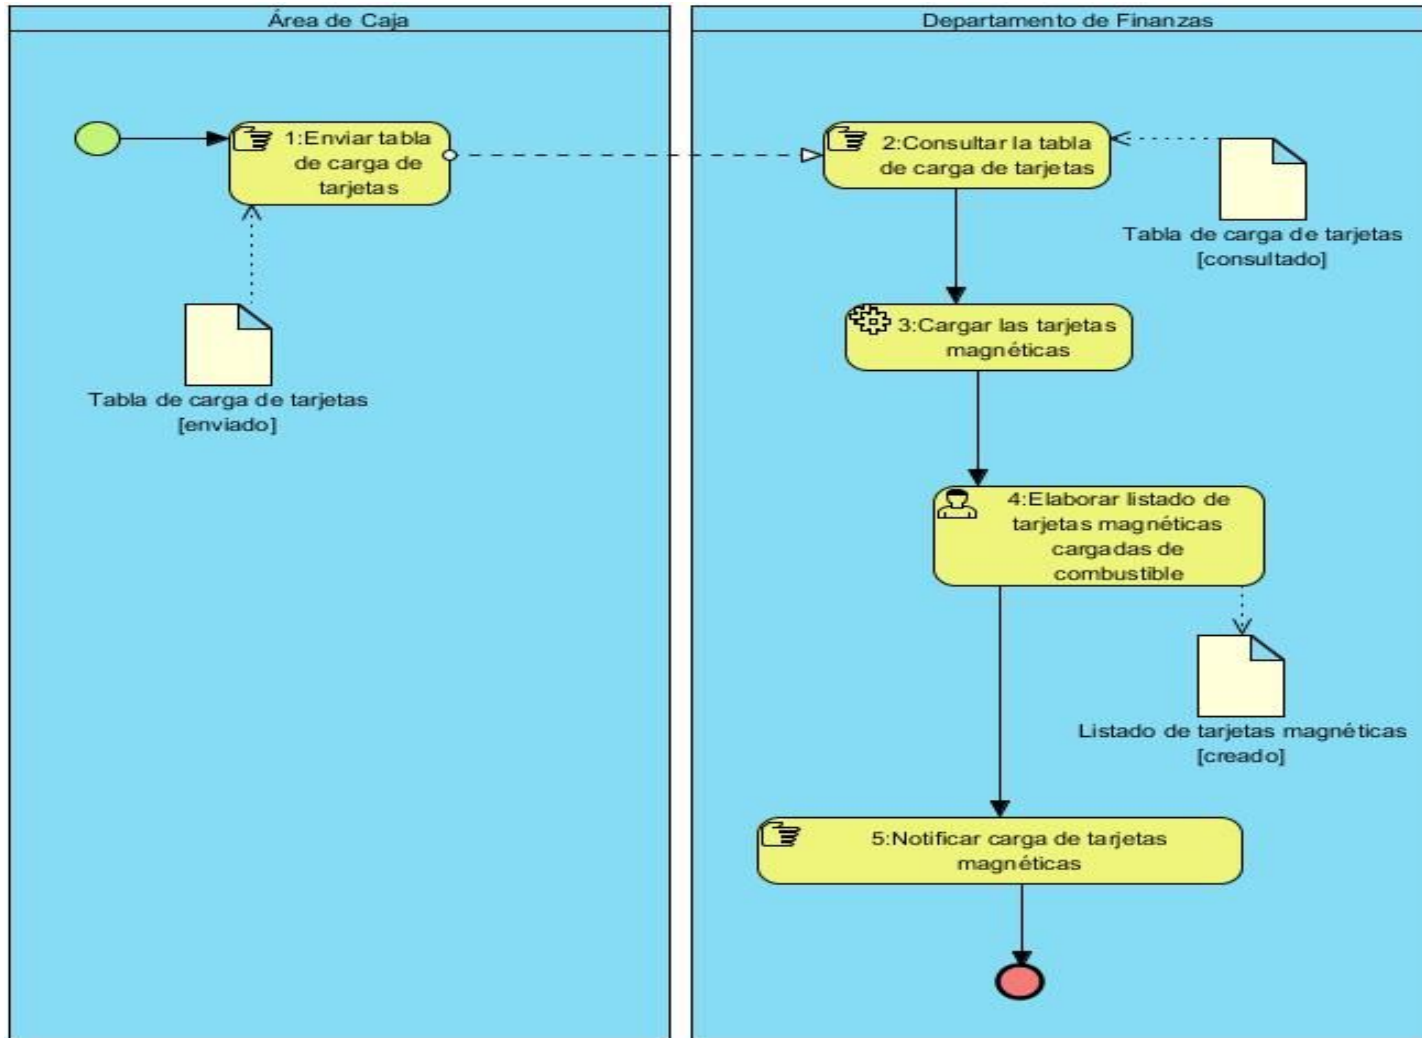 Área de Caja
Departamento de Finanzas
1:Enviar tabla
de carga de
tarjetas
2:Consultar la tabla
de carga de tarjetas
Tabla de carga de tarjetas
[consultado]
3:Cargar las tarjetas
magnéticas
Tabla de carga de tarjetas
[enviado]
4:Elaborar listado de
tarjetas magnéticas
cargadas de
combustible
Listado de tarjetas magnéticas
[creado]
5:Notificar carga de tarjetas
magnéticas